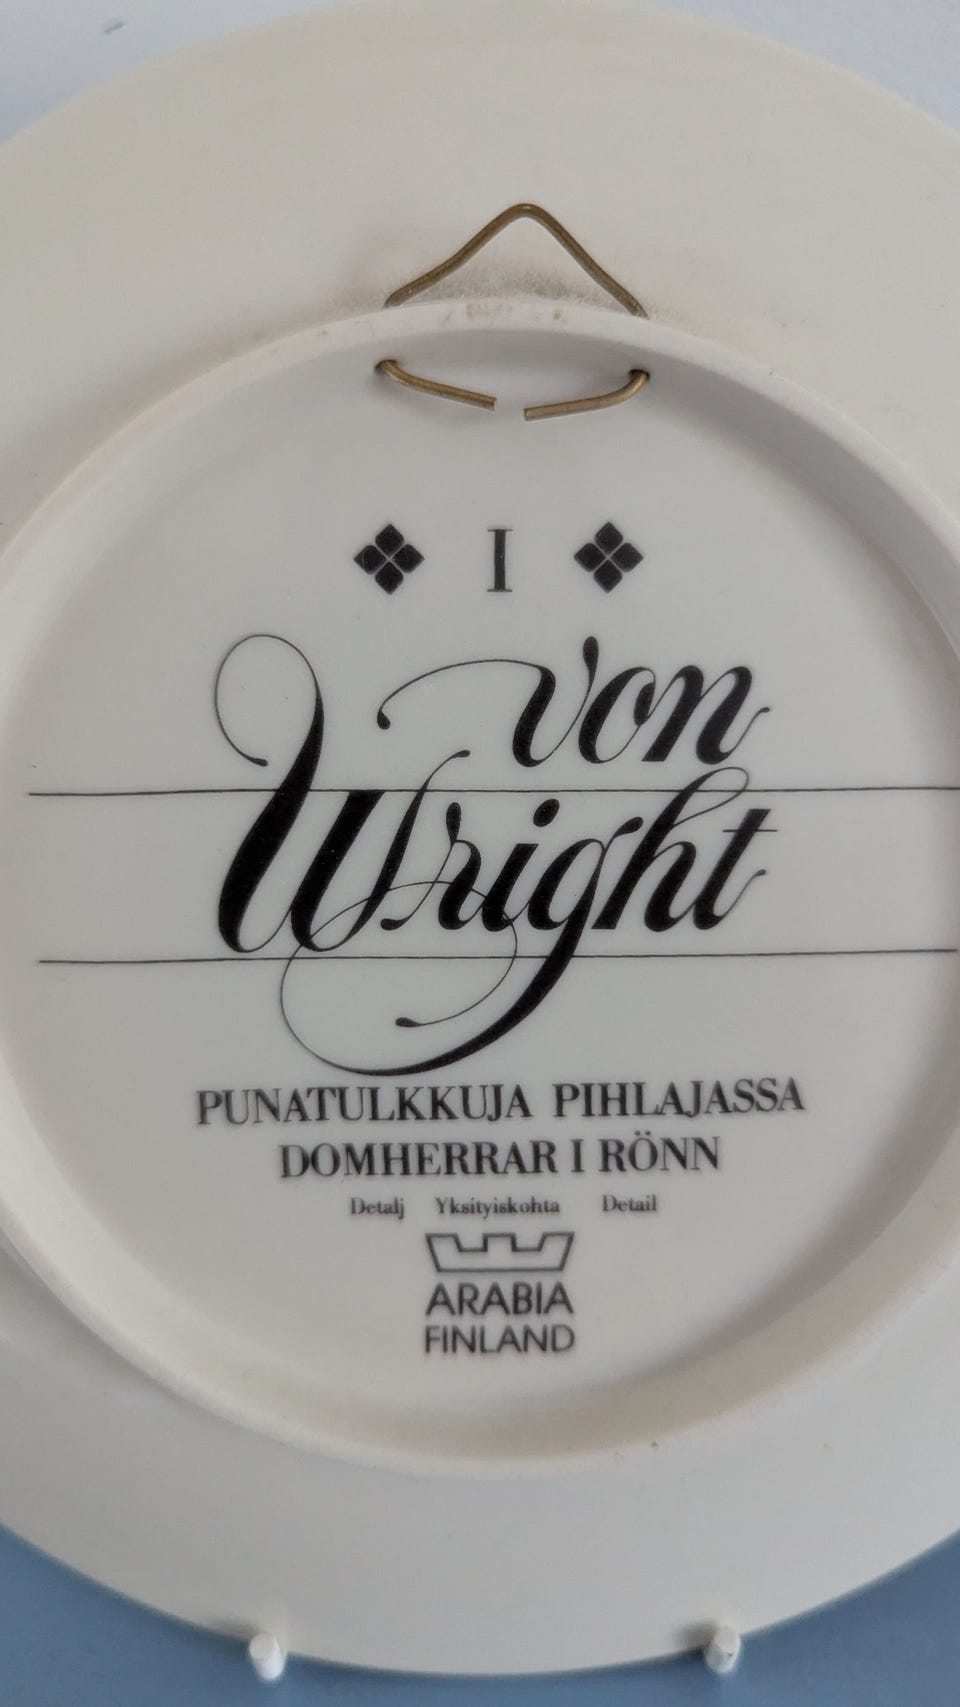 I
von
Wright
PUNATULKKUJA PIHLAJASSA
DOMHERRAR I RÖNN
Detalj Yksityiskohta Detail
ARABIA
FINLAND